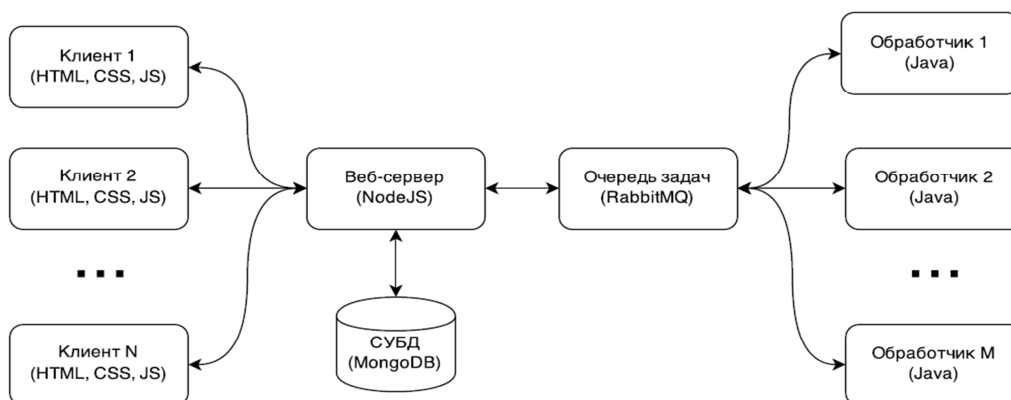 Клиент 1
(HTML, CSS, JS)
Обработчик 1
(Java)
Клиент 2
(HTML, CSS, JS)
Веб-сервер
(NodeJS)
Очередь задач
(RabbitMQ)
Обработчик 2
(Java)
...
...
СУБД
(MongoDB)
Клиент N
(HTML, CSS, JS)
Обработчик M
(Java)